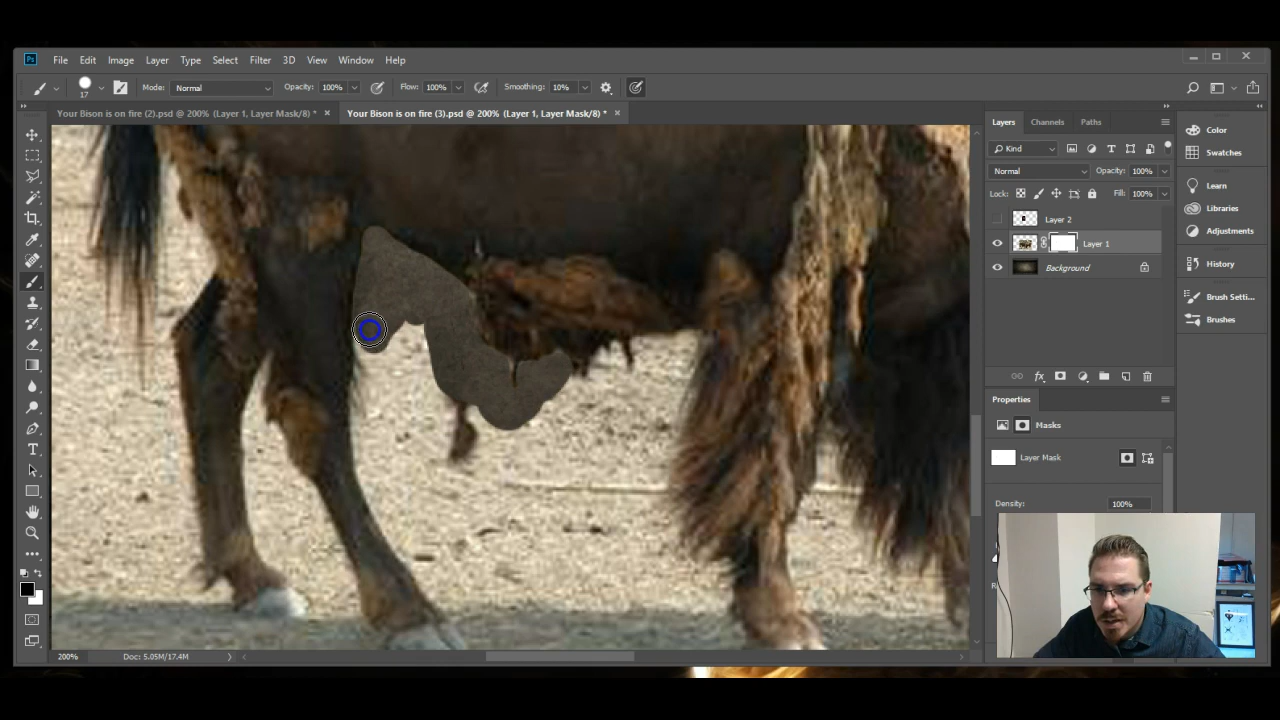 Ps File Edit Image Layer Type Select Filter 3D View Window Help
17 Mode: Normal Opacity: 100% Flow: 100% Smoothing: 10%
Your Bison is on fire (2).psd @ 200% (Layer 1, Layer Mask/8) * × Your Bison is on fire (3).psd @ 200% (Layer 1, Layer Mask/8) * ×
Layers Channels Paths
Kind
Normal Opacity: 100%
Lock: Fill: 100%
Layer 2
Layer 1
Background
Properties
Masks
Layer Mask
Density: 100%
Color
Swatches
Learn
Libraries
Adjustments
History
Brush Setti...
Brushes
200% Doc: 5.05M/17.4M